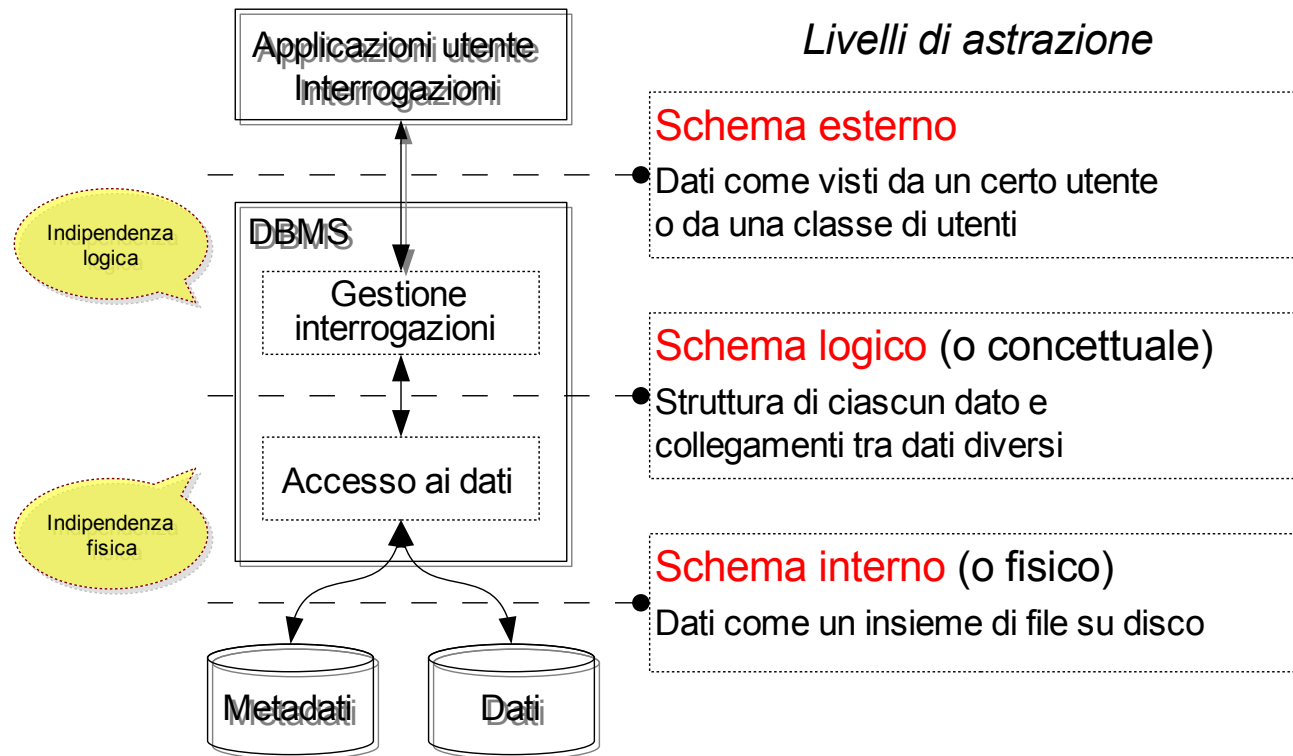 Applicazioni utente
Interrogazioni
Livelli di astrazione
Schema esterno
Dati come visti da un certo utente
o da una classe di utenti
Indipendenza
logica
DBMS
Gestione
interrogazioni
Schema logico (o concettuale)
Struttura di ciascun dato e
collegamenti tra dati diversi
Accesso ai dati
Indipendenza
fisica
Schema interno (o fisico)
Dati come un insieme di file su disco
Metadati
Dati